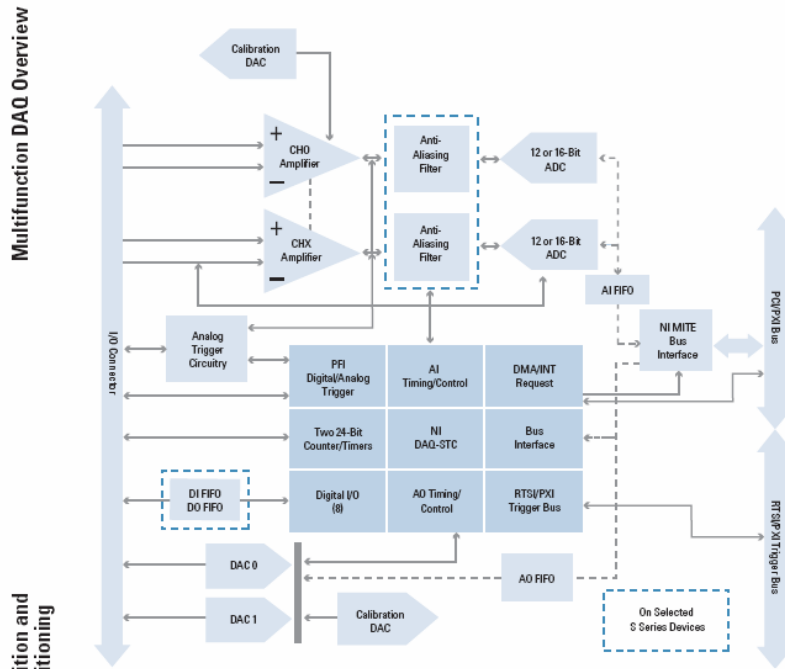 Multifunction DAQ Overview
Calibration
DAC
+
CH0
Amplifier
–
Anti-
Aliasing
Filter
12 or 16-Bit
ADC
+
CHX
Amplifier
–
Anti-
Aliasing
Filter
12 or 16-Bit
ADC
AI FIFO
PCI/PXI Bus
I/O Connector
Analog
Trigger
Circuitry
NI MITE
Bus
Interface
PFI
Digital/Analog
Trigger
AI
Timing/Control
DMA/INT
Request
Two 24-Bit
Counter/Timers
NI
DAQ-STC
Bus
Interface
DI FIFO
DO FIFO
Digital I/O
(8)
AO Timing/
Control
RTSI/PXI
Trigger Bus
RTSI/PXI Trigger Bus
DAC 0
AO FIFO
DAC 1
Calibration
DAC
On Selected
S Series Devices
ition and
itioning